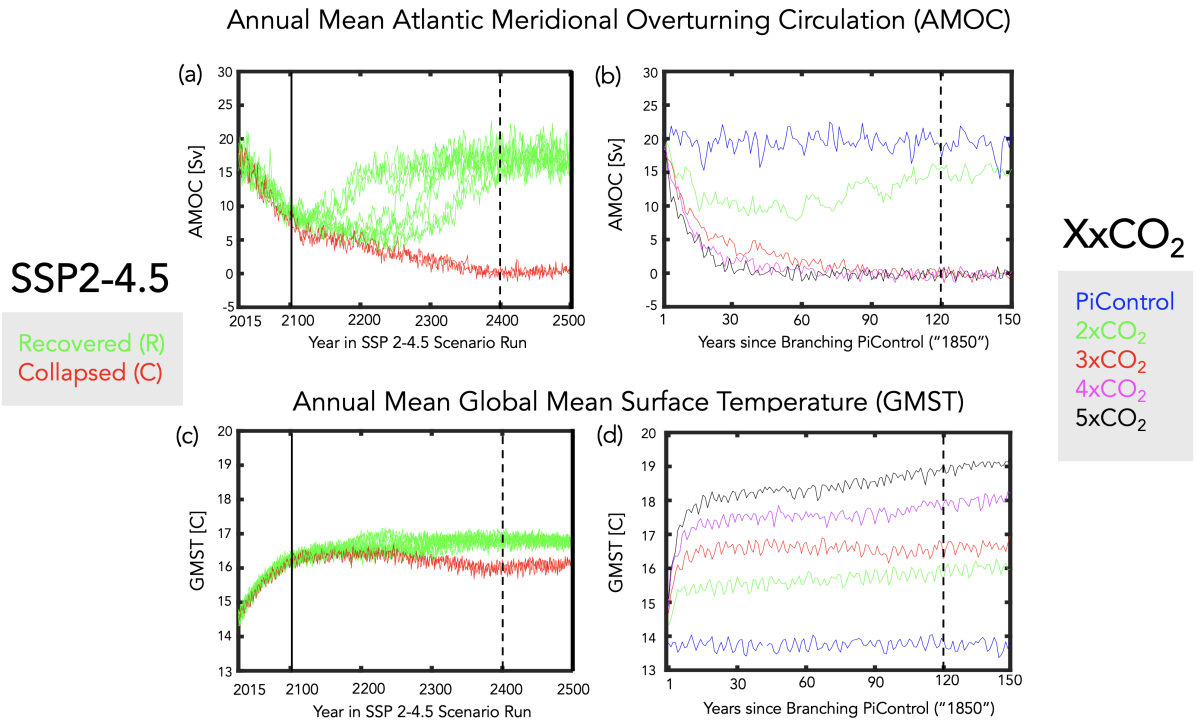 Annual Mean Atlantic Meridional Overturning Circulation (AMOC)
(a)
AMOC [Sv]
30
25
20
15
10
5
0
-5
2015 2100 2200 2300 2400 2500
Year in SSP 2-4.5 Scenario Run
(b)
AMOC [Sv]
30
25
20
15
10
5
0
-5
1 30 60 90 120 150
Years since Branching PiControl (“1850”)
SSP2-4.5
Recovered (R)
Collapsed (C)
XxCO₂
PiControl
2xCO₂
3xCO₂
4xCO₂
5xCO₂
Annual Mean Global Mean Surface Temperature (GMST)
(c)
GMST [C]
20
19
18
17
16
15
14
13
2015 2100 2200 2300 2400 2500
Year in SSP 2-4.5 Scenario Run
(d)
GMST [C]
20
19
18
17
16
15
14
13
1 30 60 90 120 150
Years since Branching PiControl (“1850”)